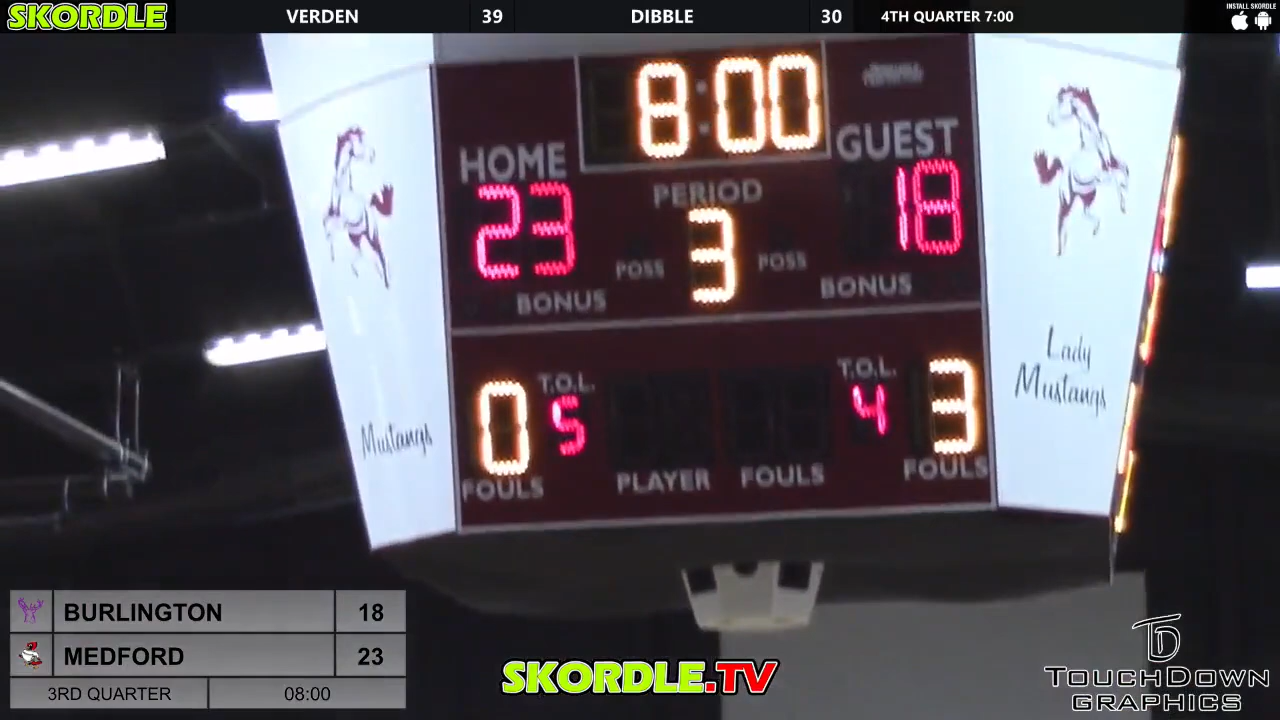 SKORDLE
VERDEN 39 DIBBLE 30 4TH QUARTER 7:00
INSTALL SKORDLE
8:00
HOME
GUEST
23
PERIOD
18
3
POSS
POSS
BONUS
BONUS
Lady
Mustangs
Mustangs
0
T.O.L.
5
T.O.L.
4
3
FOULS
PLAYER
FOULS
FOULS
BURLINGTON 18
MEDFORD 23
3RD QUARTER 08:00
SKORDLE.TV
TD
TOUCHDOWN
GRAPHICS